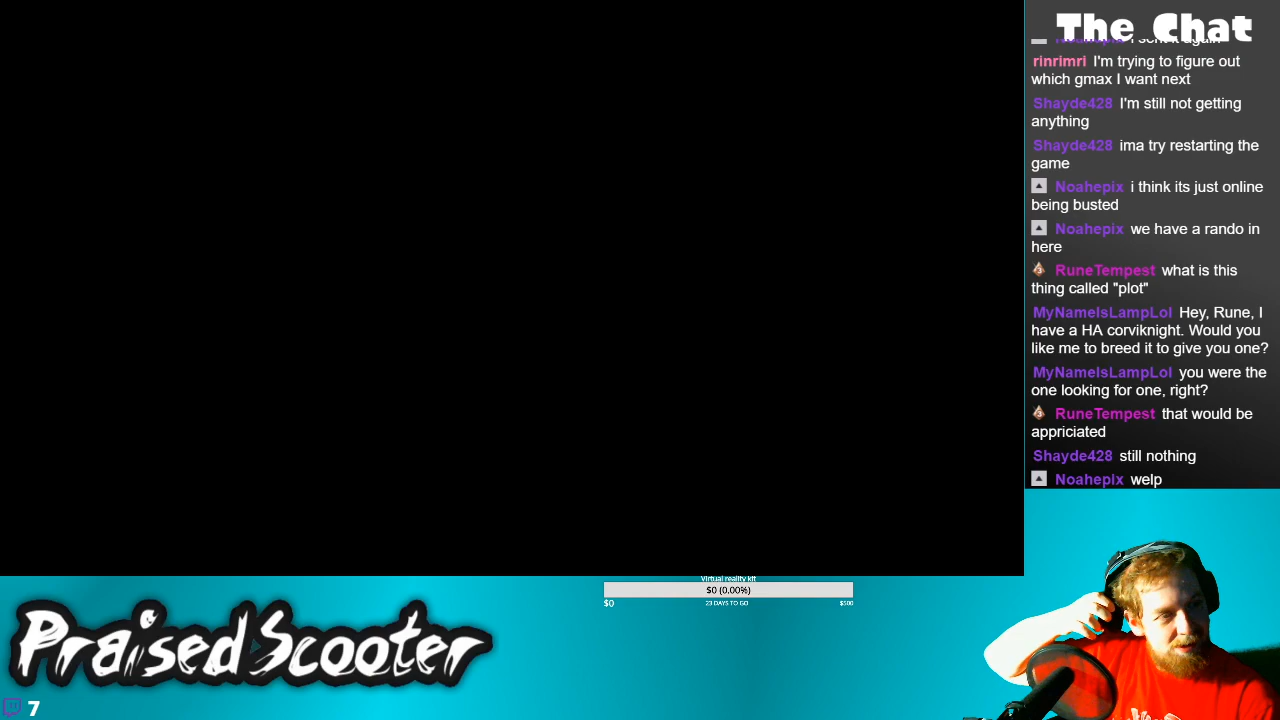 The Chat
rinrimri I'm trying to figure out
which gmax I want next
Shayde428 I'm still not getting
anything
Shayde428 ima try restarting the
game
Noahepix i think its just online
being busted
Noahepix we have a rando in
here
RuneTempest what is this
thing called "plot"
MyNameIsLampLol Hey, Rune, I
have a HA corviknight. Would you
like me to breed it to give you one?
MyNameIsLampLol you were the
one looking for one, right?
RuneTempest that would be
appriciated
Shayde428 still nothing
Noahepix welp
Virtual reality kit
$0 (0.00%)
$0 23 DAYS TO GO $500
Praised Scooter
7